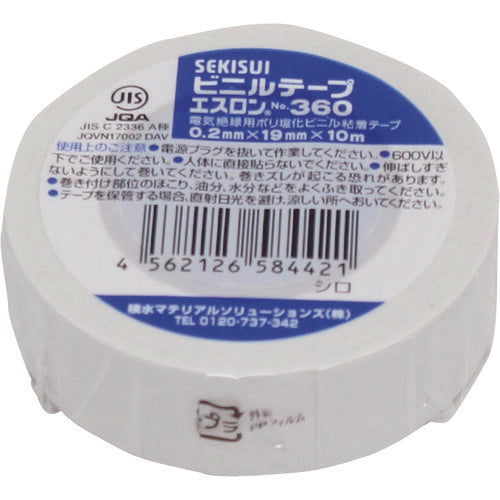 SEKISUI
ビニルテープ
エスロンNo.360
電気絶縁用ポリ塩化ビニル粘着テープ
0.2mm×19mm×10m
JIS
JQA
JIS C 2336 A種
JQVN17002 DAV
使用上のご注意 ●電源プラグを抜いて作業してください。●600V以
下でご使用ください。●人体に直接貼らないでください。●伸ばしすぎ
ないようにして巻いてください。巻きズレが起こる恐れがあります。
●巻き付け部位のほこり、油分、水分などをよくふき取ってください。
●テープを保管する場合、直射日光を避け、涼しい所へおいてください。
4 562126 584421
シロ
積水マテリアルソリューションズ(株)
TEL 0120-737-342
プラ
外装
PPフィルム